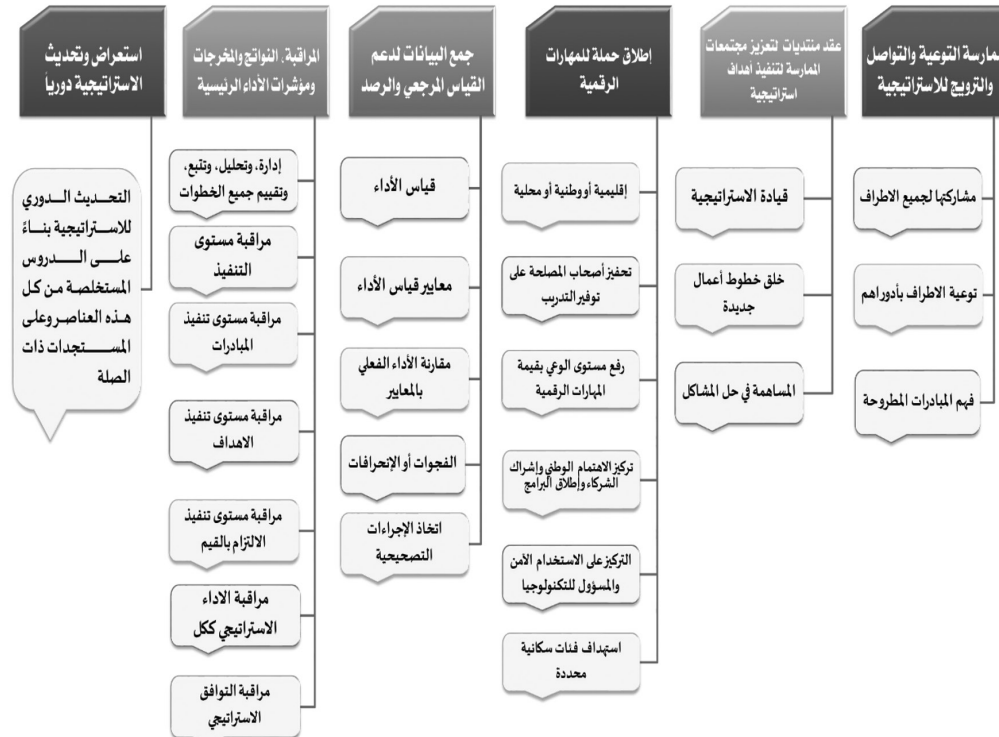 ممارسة التوعية والتواصل
والترويج للاستراتيجية
مشاركتها لجميع الاطراف
توعية الاطراف بأدوراهم
فهم المبادرات المطروحة
عقد منتديات لتعزيز مجتمعات
الممارسة لتنفيذ أهداف
استراتيجية
قيادة الاستراتيجية
خلق خطوط أعمال
جديدة
المساهمة في حل المشاكل
إطلاق حملة للمهارات
الرقمية
إقليمية أو وطنية أو محلية
تحفيز أصحاب المصلحة على
توفير التدريب
رفع مستوى الوعي بقيمة
المهارات الرقمية
تركيز الاهتمام الوطني وإشراك
الشركاء وإطلاق البرامج
التركيز على الاستخدام الآمن
والمسؤول للتكنولوجيا
استهداف فئات سكانية
محددة
جمع البيانات لدعم
القياس المرجعي والرصد
قياس الأداء
معايير قياس الأداء
مقارنة الأداء الفعلي
بالمعايير
الفجوات أو الإنحرافات
اتخاذ الإجراءات
التصحيحية
المراقبة. النواتج والمخرجات
ومؤشرات الأداء الرئيسية
إدارة، وتحليل، وتتبع،
وتقييم جميع الخطوات
مراقبة مستوى
التنفيذ
مراقبة مستوى تنفيذ
المبادرات
مراقبة مستوى تنفيذ
الاهداف
مراقبة مستوى تنفيذ
الالتزام بالقيم
مراقبة الاداء
الاستراتيجي ككل
مراقبة التوافق
الاستراتيجي
استعراض وتحديث
الاستراتيجية دورياً
التحديث الدوري
للاستراتيجية بناءً
على الدروس
المستخلصة من كل
هذه العناصر وعلى
المستجدات ذات
الصلة